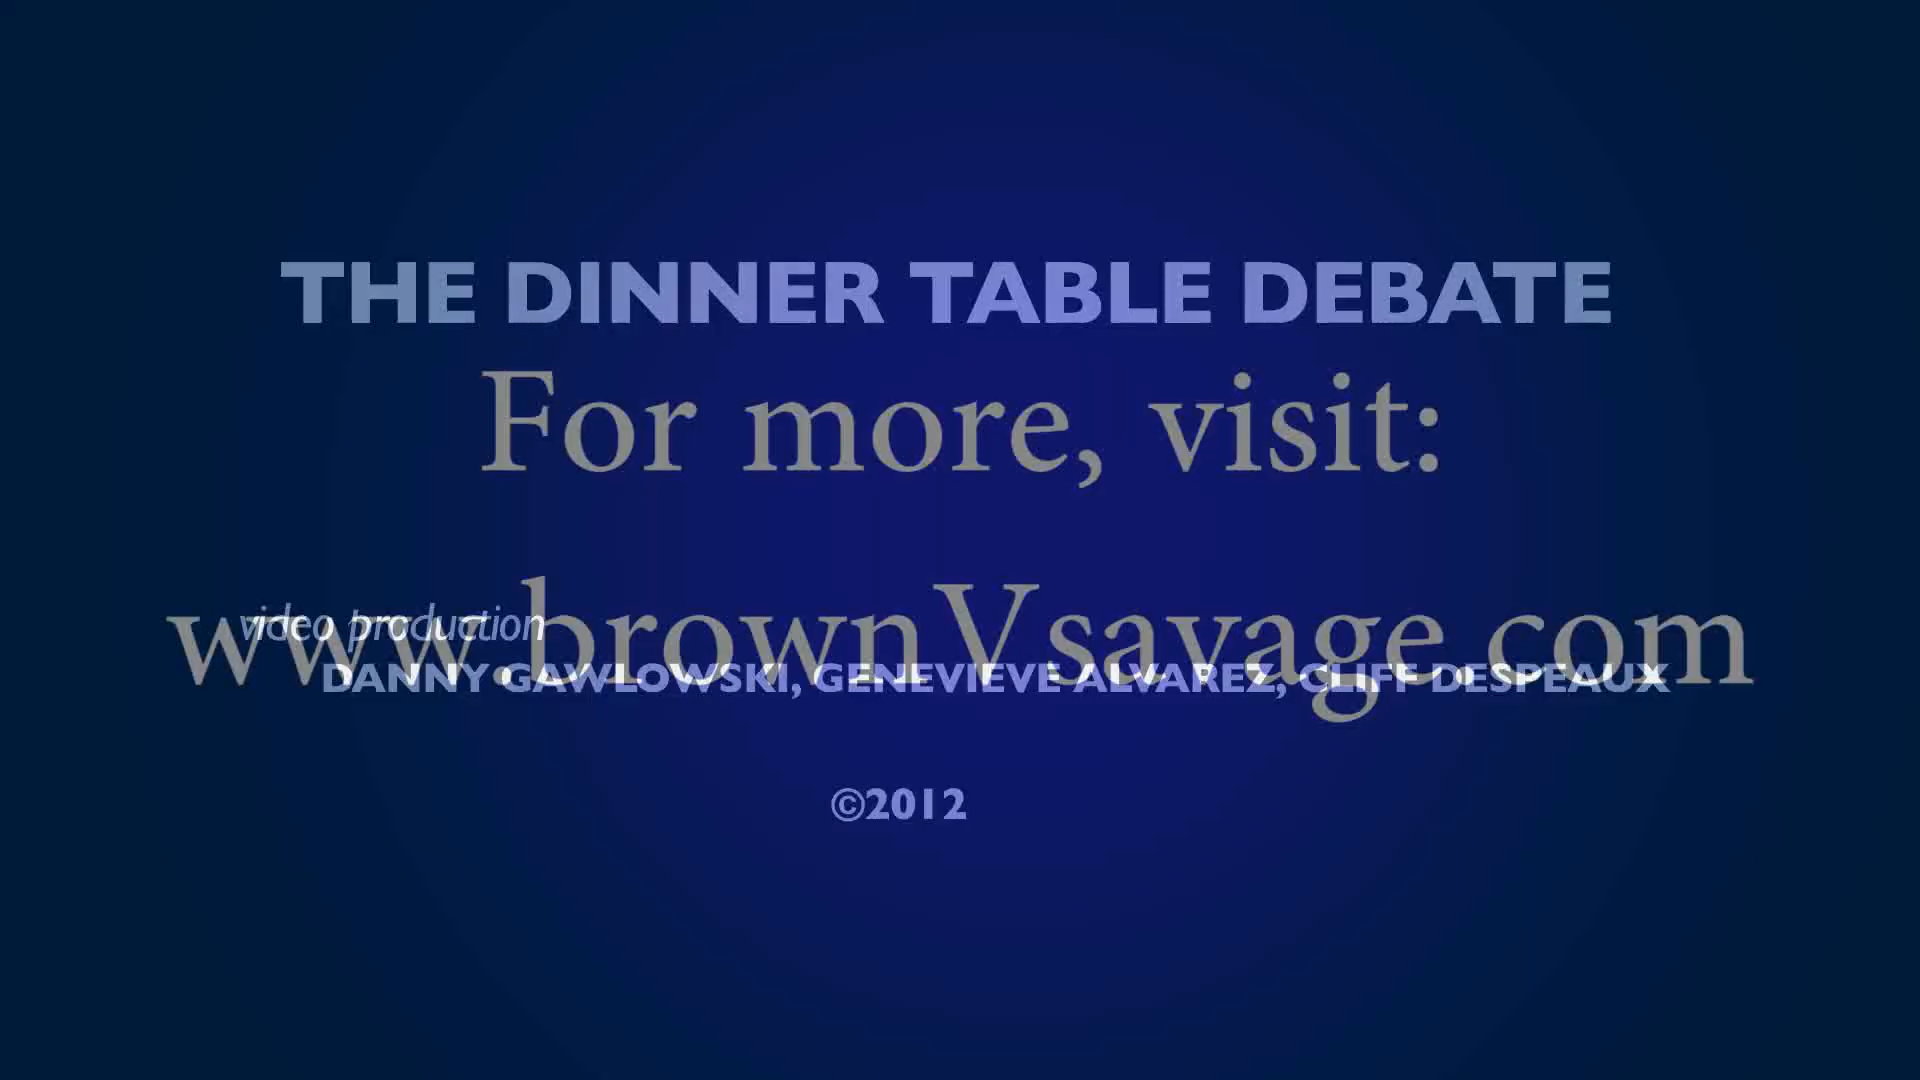 THE DINNER TABLE DEBATE
For more, visit:
www.brownVsavage.com
video production
DANNY GAWLOWSKI, GENEVIEVE ALVAREZ, CLIFF DESPEAUX
©2012